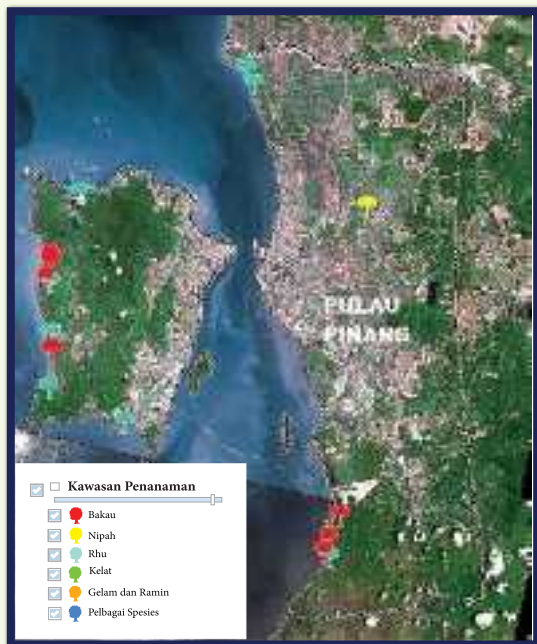 PULAU
PINANG
Kawasan Penanaman
Bakau
Nipah
Rhu
Kelat
Gelam dan Ramin
Pelbagai Spesies